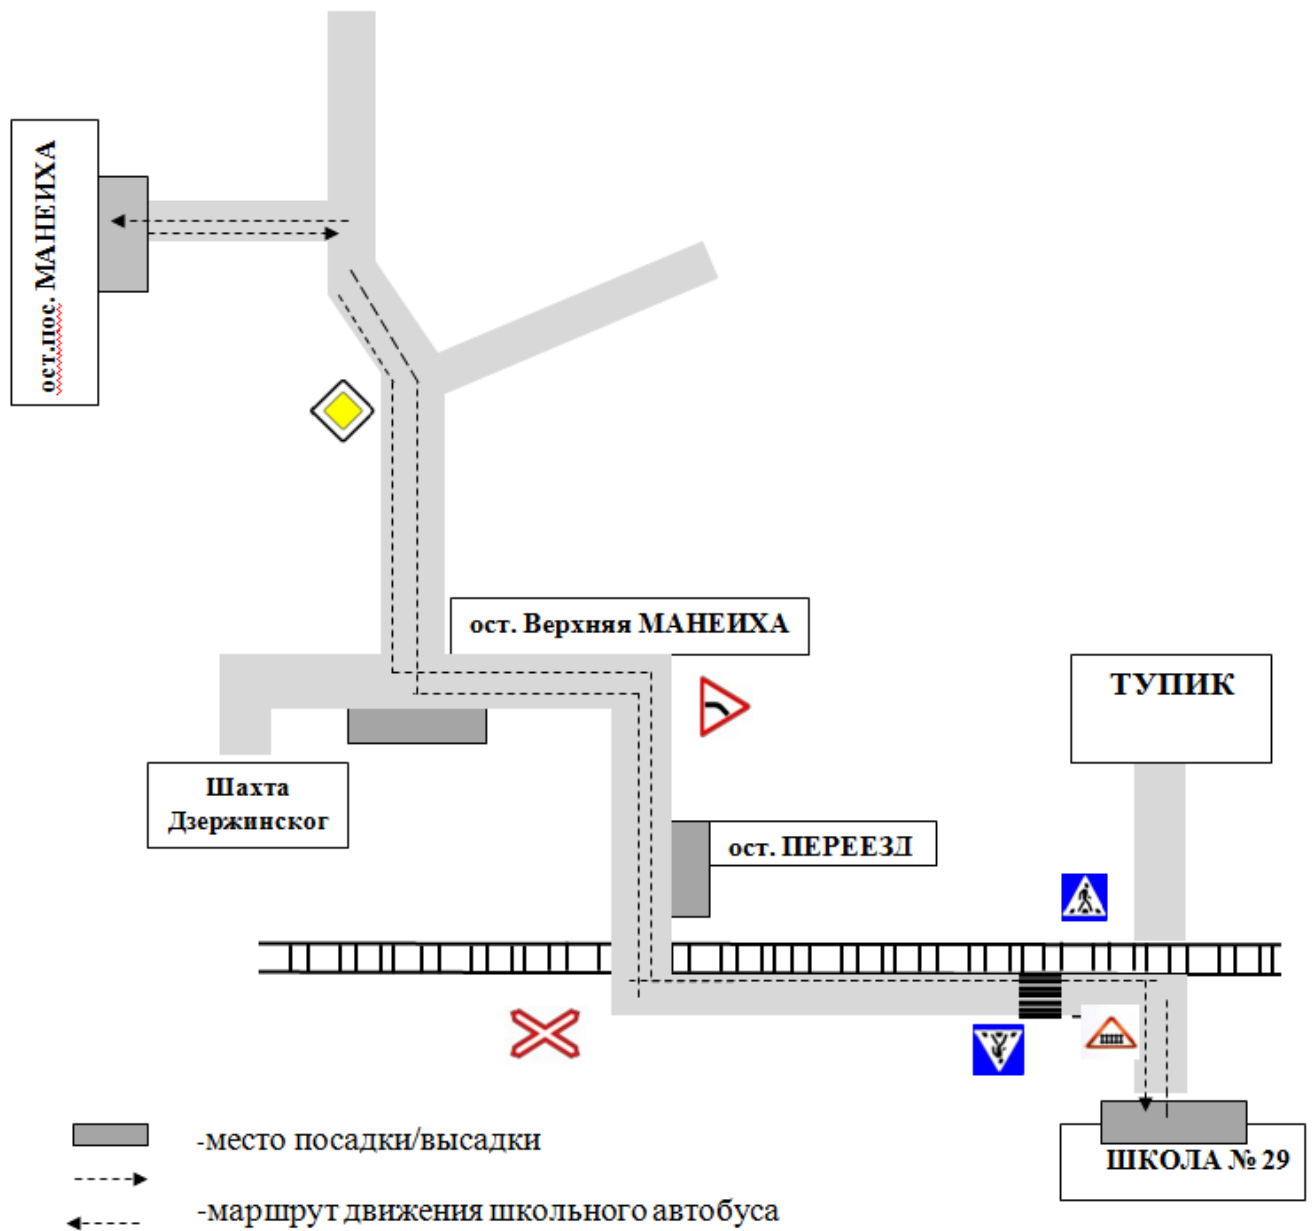 ост.пос. МАНЕИХА
ост. Верхняя МАНЕИХА
ТУПИК
Шахта
Дзержинског
ост. ПЕРЕЕЗД
-место посадки/высадки
ШКОЛА № 29
-маршрут движения школьного автобуса